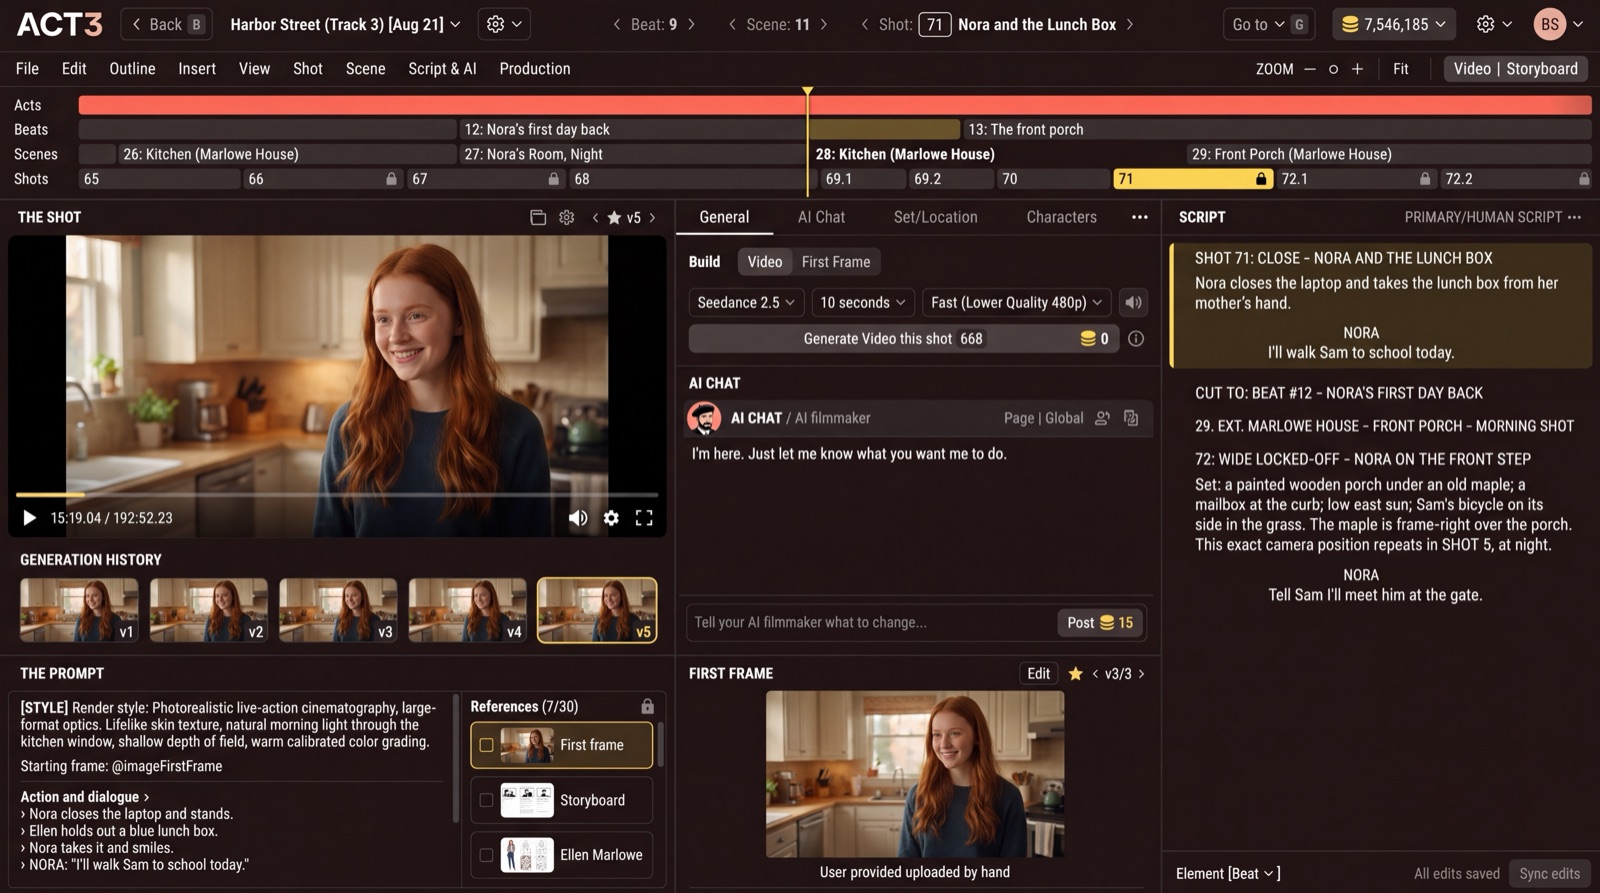 ACT3
Back B
Harbor Street (Track 3) [Aug 21]
Beat: 9
Scene: 11
Shot: 71 Nora and the Lunch Box
Go to G
7,546,185
BS
File Edit Outline Insert View Shot Scene Script & AI Production
ZOOM Fit Video | Storyboard
Acts
Beats
12: Nora's first day back
13: The front porch
Scenes
26: Kitchen (Marlowe House)
27: Nora's Room, Night
28: Kitchen (Marlowe House)
29: Front Porch (Marlowe House)
Shots
65 66 67 68 69.1 69.2 70 71 72.1 72.2
THE SHOT
v5
15:19.04 / 192:52.23
GENERATION HISTORY
v1 v2 v3 v4 v5
THE PROMPT
[STYLE] Render style: Photorealistic live-action cinematography, large-
format optics. Lifelike skin texture, natural morning light through the
kitchen window, shallow depth of field, warm calibrated color grading.
Starting frame: @imageFirstFrame
Action and dialogue ›
› Nora closes the laptop and stands.
› Ellen holds out a blue lunch box.
› Nora takes it and smiles.
› NORA: "I'll walk Sam to school today."
References (7/30)
First frame
Storyboard
Ellen Marlowe
General AI Chat Set/Location Characters
Build Video First Frame
Seedance 2.5 10 seconds Fast (Lower Quality 480p)
Generate Video this shot 668 0
AI CHAT
AI CHAT / AI filmmaker Page | Global
I'm here. Just let me know what you want me to do.
Tell your AI filmmaker what to change...
Post 15
FIRST FRAME
Edit v3/3
User provided uploaded by hand
SCRIPT PRIMARY/HUMAN SCRIPT
SHOT 71: CLOSE - NORA AND THE LUNCH BOX
Nora closes the laptop and takes the lunch box from her
mother's hand.
NORA
I'll walk Sam to school today.
CUT TO: BEAT #12 - NORA'S FIRST DAY BACK
29. EXT. MARLOWE HOUSE - FRONT PORCH - MORNING SHOT
72: WIDE LOCKED-OFF - NORA ON THE FRONT STEP
Set: a painted wooden porch under an old maple; a
mailbox at the curb; low east sun; Sam's bicycle on its
side in the grass. The maple is frame-right over the porch.
This exact camera position repeats in SHOT 5, at night.
NORA
Tell Sam I'll meet him at the gate.
Element [Beat ]
All edits saved
Sync edits